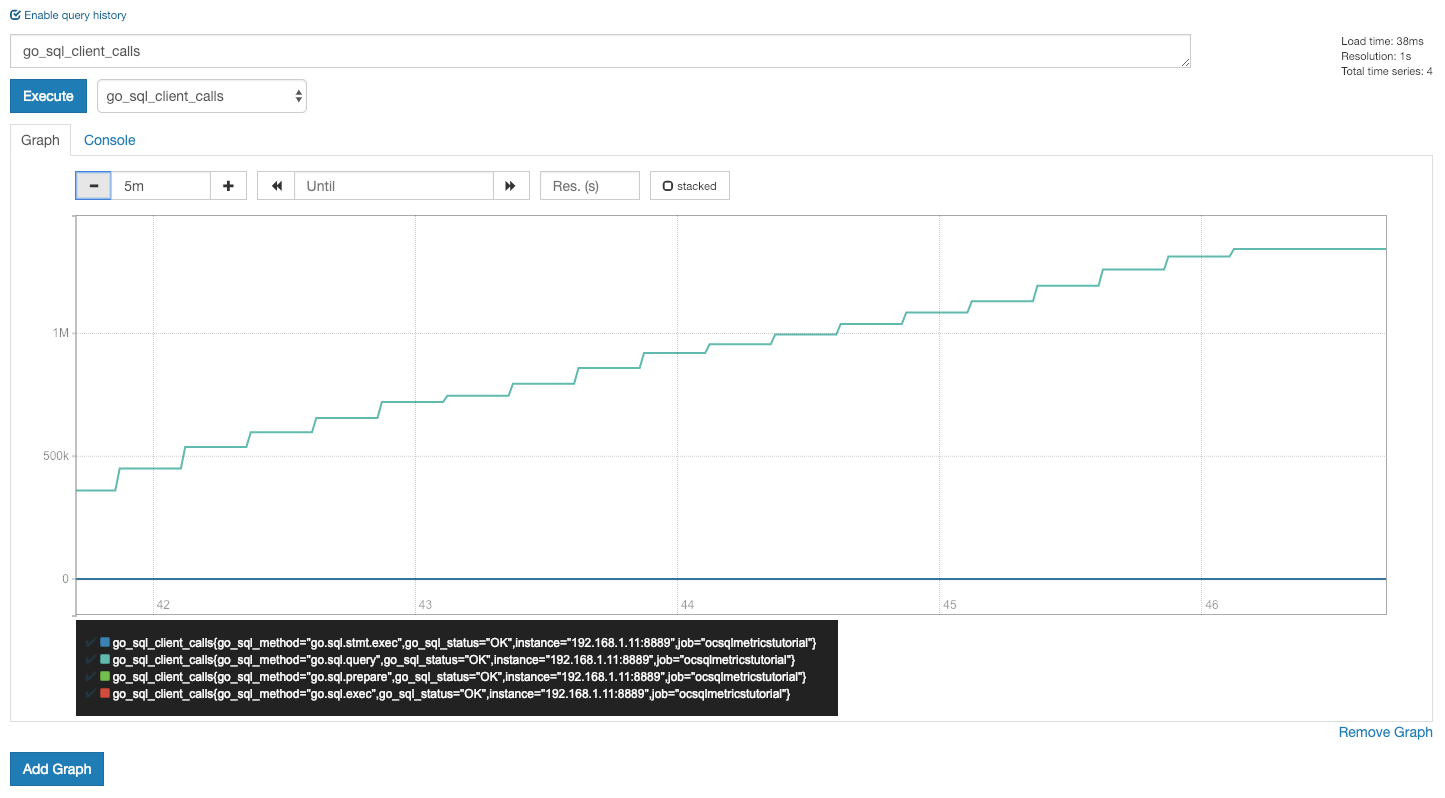 Enable query history
go_sql_client_calls
Load time: 38ms
Resolution: 1s
Total time series: 4
Execute
go_sql_client_calls
Graph
Console
5m
Until
Res. (s)
stacked
1M
500k
0
42
43
44
45
46
go_sql_client_calls{go_sql_method="go.sql.stmt.exec",go_sql_status="OK",instance="192.168.1.11:8889",job="ocsqlmetricstutorial"}
go_sql_client_calls{go_sql_method="go.sql.query",go_sql_status="OK",instance="192.168.1.11:8889",job="ocsqlmetricstutorial"}
go_sql_client_calls{go_sql_method="go.sql.prepare",go_sql_status="OK",instance="192.168.1.11:8889",job="ocsqlmetricstutorial"}
go_sql_client_calls{go_sql_method="go.sql.exec",go_sql_status="OK",instance="192.168.1.11:8889",job="ocsqlmetricstutorial"}
Remove Graph
Add Graph